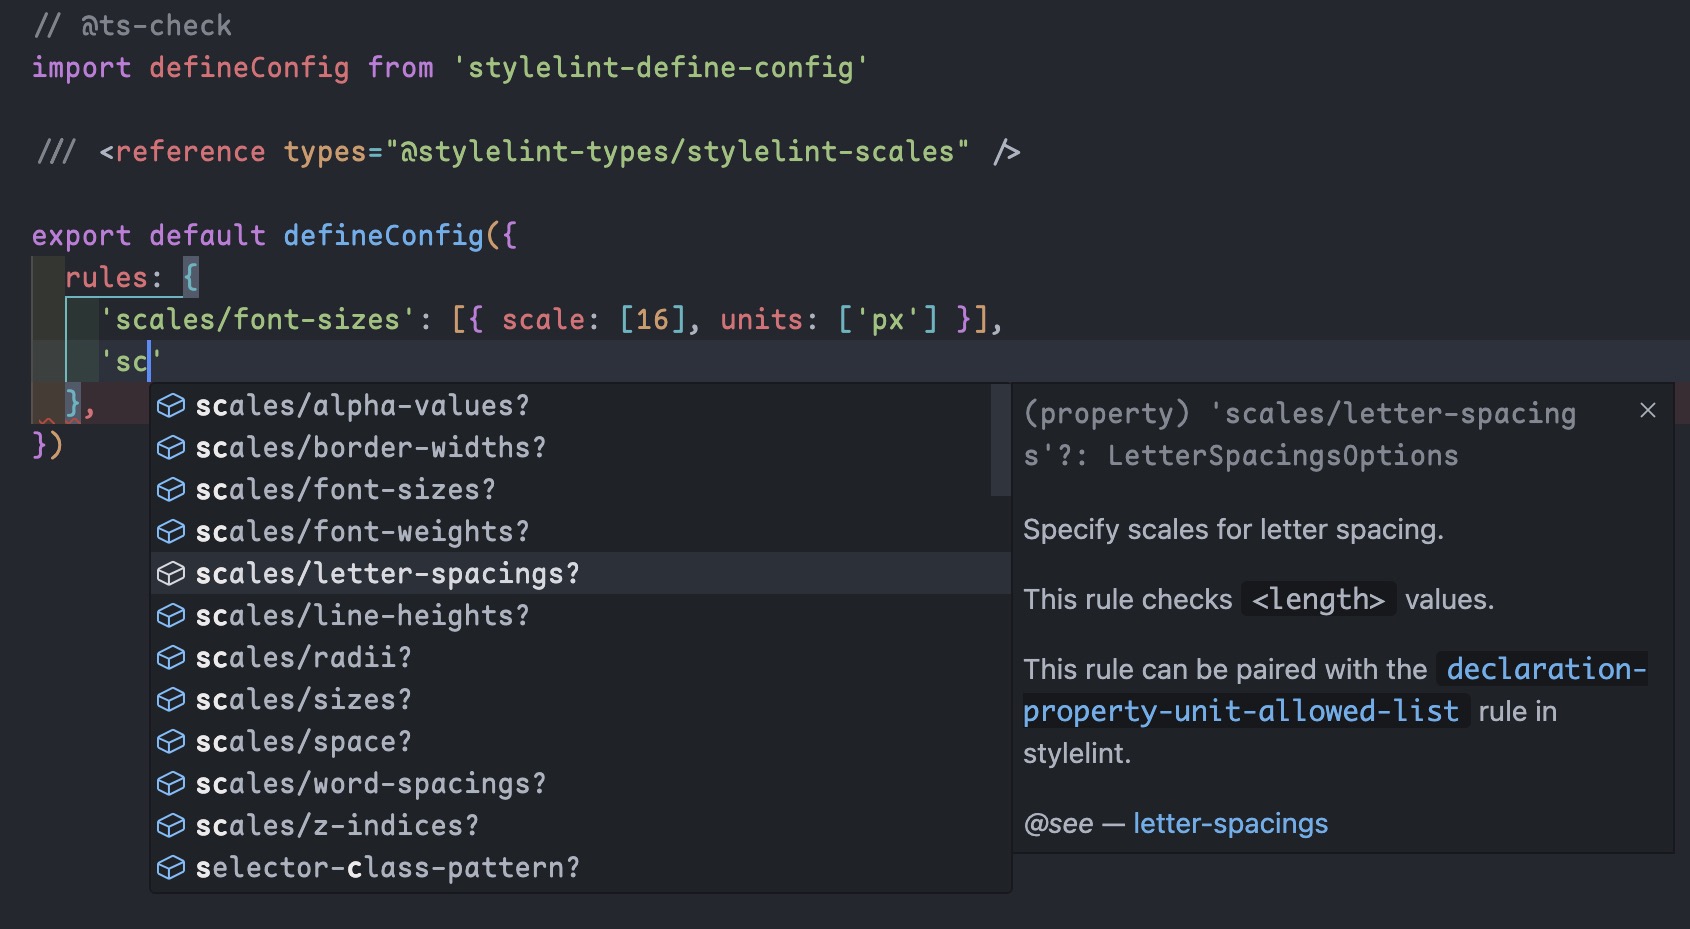 // @ts-check
import defineConfig from 'stylelint-define-config'
/// <reference types="@stylelint-types/stylelint-scales" />
export default defineConfig({
rules: {
'scales/font-sizes': [{ scale: [16], units: ['px'] }],
'sc'
},
})
scales/alpha-values?
scales/border-widths?
scales/font-sizes?
scales/font-weights?
scales/letter-spacings?
scales/line-heights?
scales/radii?
scales/sizes?
scales/space?
scales/word-spacings?
scales/z-indices?
selector-class-pattern?
(property) 'scales/letter-spacing
s'?: LetterSpacingsOptions
Specify scales for letter spacing.
This rule checks <length> values.
This rule can be paired with the declaration-
property-unit-allowed-list rule in
stylelint.
@see — letter-spacings